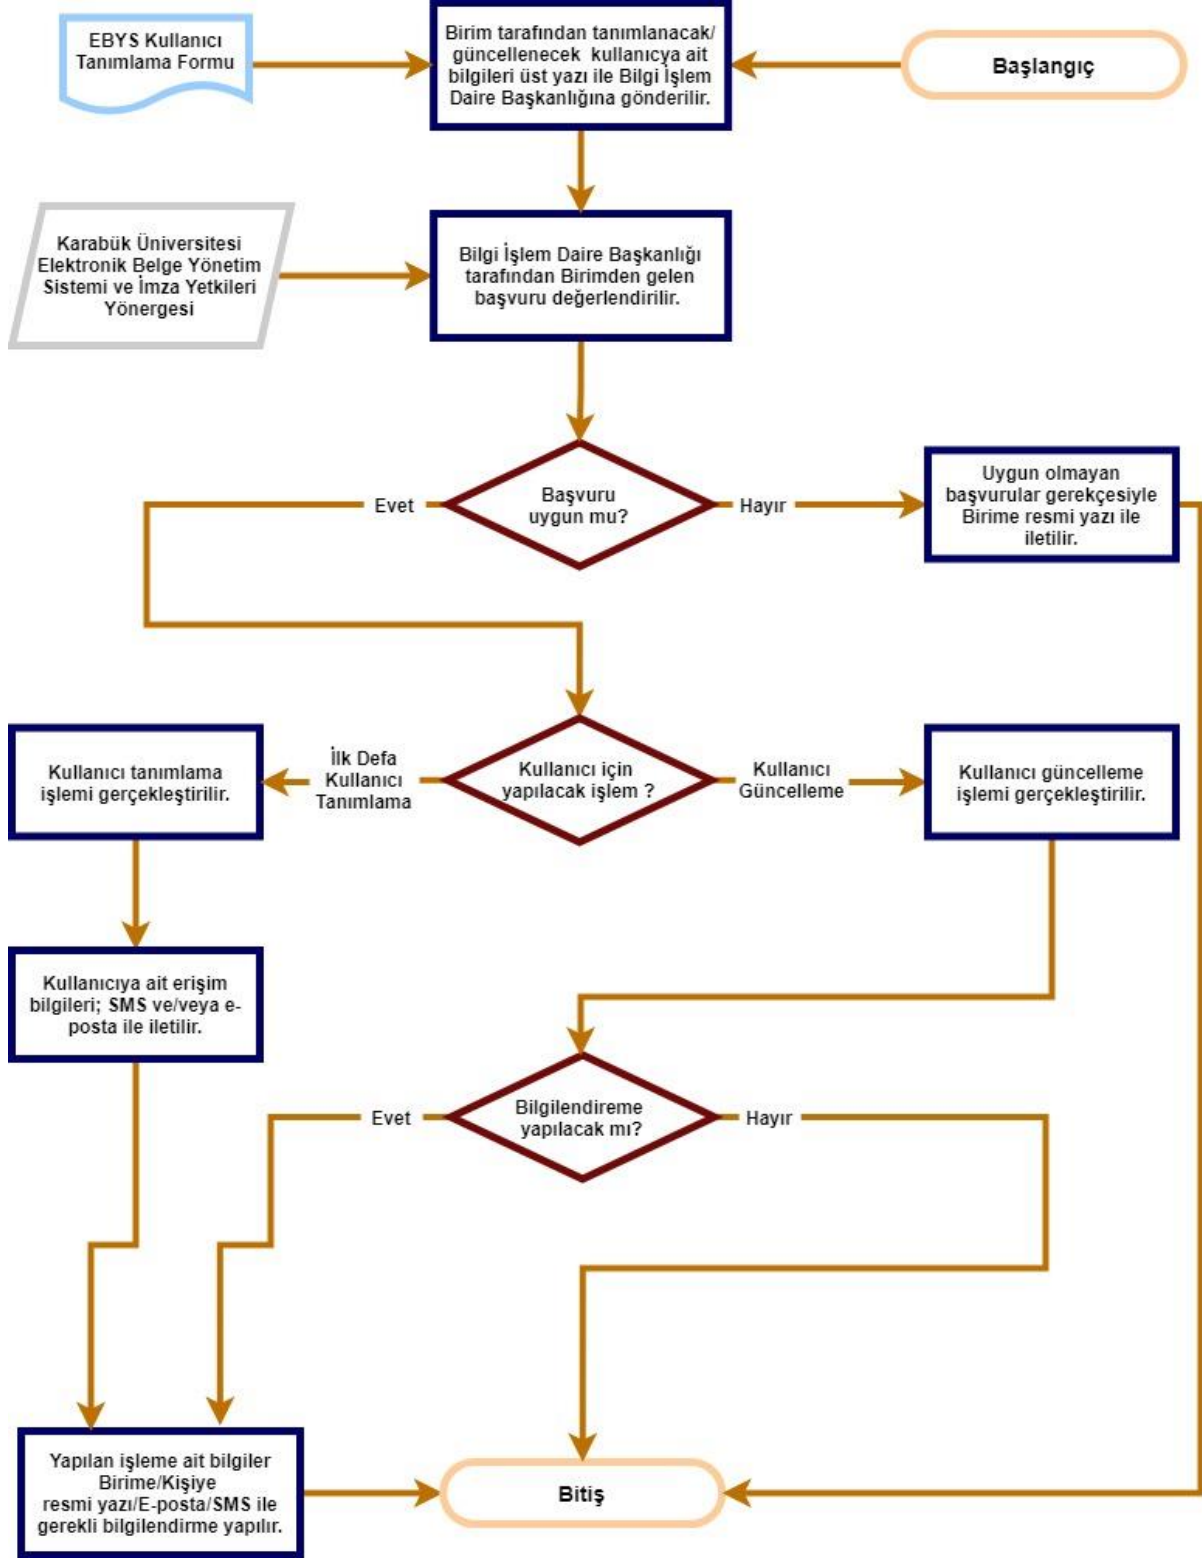 EBYS Kullanıcı
Tanımlama Formu
Birim tarafından tanımlanacak/
güncellenecek kullanıcya ait
bilgileri üst yazı ile Bilgi İşlem
Daire Başkanlığına gönderilir.
Başlangıç
Karabük Üniversitesi
Elektronik Belge Yönetim
Sistemi ve İmza Yetkileri
Yönergesi
Bilgi İşlem Daire Başkanlığı
tarafından Birimden gelen
başvuru değerlendirilir.
Evet
Başvuru
uygun mu?
Hayır
Uygun olmayan
başvurular gerekçesiyle
Birime resmi yazı ile
iletilir.
Kullanıcı tanımlama
işlemi gerçekleştirilir.
İlk Defa
Kullanıcı
Tanımlama
Kullanıcı için
yapılacak işlem ?
Kullanıcı
Güncelleme
Kullanıcı güncelleme
işlemi gerçekleştirilir.
Kullanıcıya ait erişim
bilgileri; SMS ve/veya e-
posta ile iletilir.
Evet
Bilgilendireme
yapılacak mı?
Hayır
Yapılan işleme ait bilgiler
Birime/Kişiye
resmi yazı/E-posta/SMS ile
gerekli bilgilendirme yapılır.
Bitiş